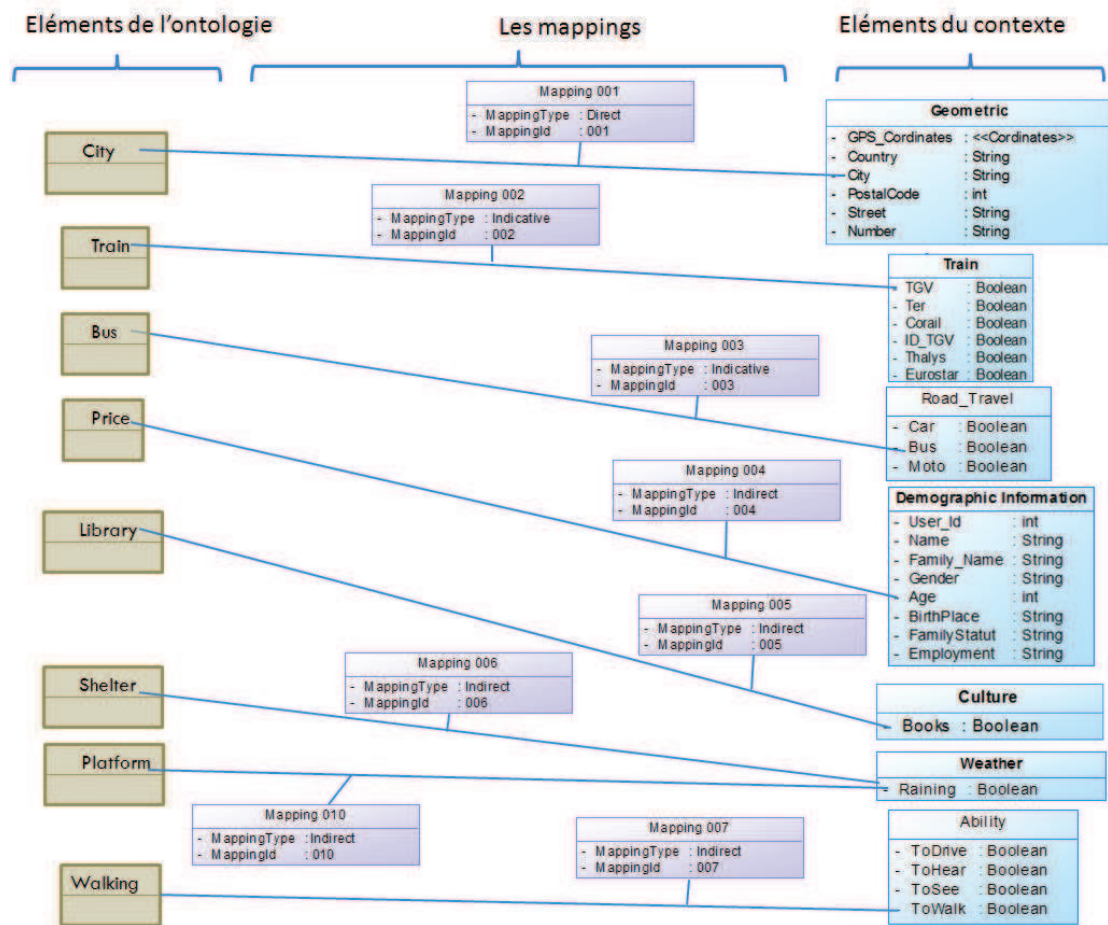 Eléments de l'ontologie
Les mappings
Eléments du contexte
Mapping 001
- MappingType : Direct
- MappingId : 001
Geometric
- GPS_Cordinates : <<Cordinates>>
- Country : String
- City : String
- PostalCode : int
- Street : String
- Number : String
City
Mapping 002
- MappingType : Indicative
- MappingId : 002
Train
Train
- TGV : Boolean
- Ter : Boolean
- Corail : Boolean
- ID_TGV : Boolean
- Thalys : Boolean
- Eurostar : Boolean
Bus
Mapping 003
- MappingType : Indicative
- MappingId : 003
Road_Travel
- Car : Boolean
- Bus : Boolean
- Moto : Boolean
Price
Mapping 004
- MappingType : Indirect
- MappingId : 004
Demographic Information
- User_Id : int
- Name : String
- Family_Name : String
- Gender : String
- Age : int
- BirthPlace : String
- FamilyStatut : String
- Employment : String
Library
Mapping 005
- MappingType : Indirect
- MappingId : 005
Mapping 006
- MappingType : Indirect
- MappingId : 006
Shelter
Culture
- Books : Boolean
Platform
Weather
- Raining : Boolean
Mapping 010
- MappingType : Indirect
- MappingId : 010
Mapping 007
- MappingType : Indirect
- MappingId : 007
Ability
- ToDrive : Boolean
- ToHear : Boolean
- ToSee : Boolean
- ToWalk : Boolean
Walking